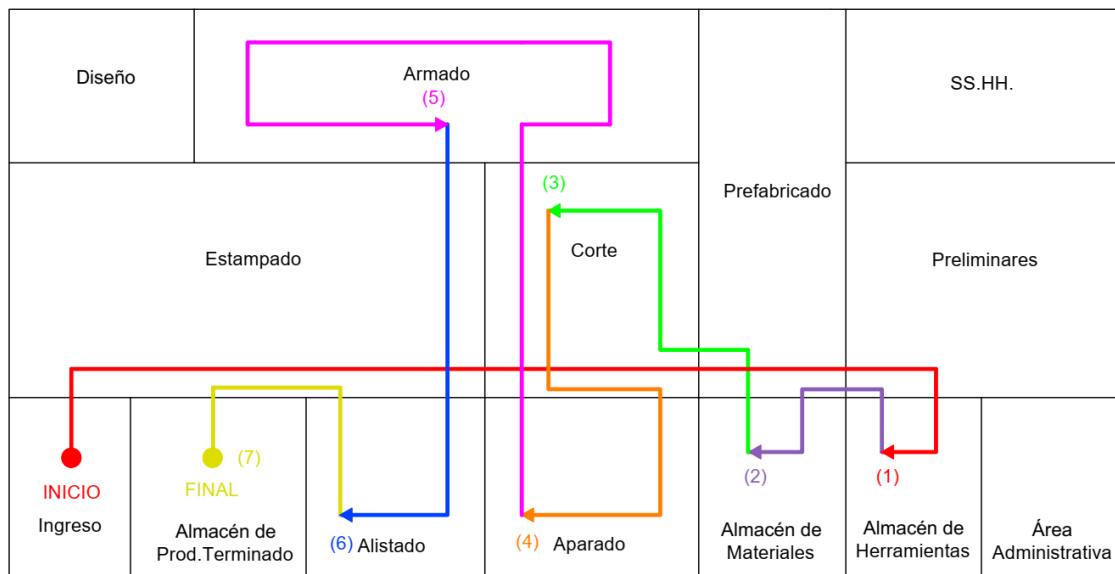 Diseño
Armado
(5)
SS.HH.
(3)
Prefabricado
Estampado
Corte
Preliminares
INICIO
Ingreso
(7)
FINAL
Almacén de
Prod.Terminado
(6)
Alistado
(4)
Aparado
(2)
Almacén de
Materiales
(1)
Almacén de
Herramientas
Área
Administrativa